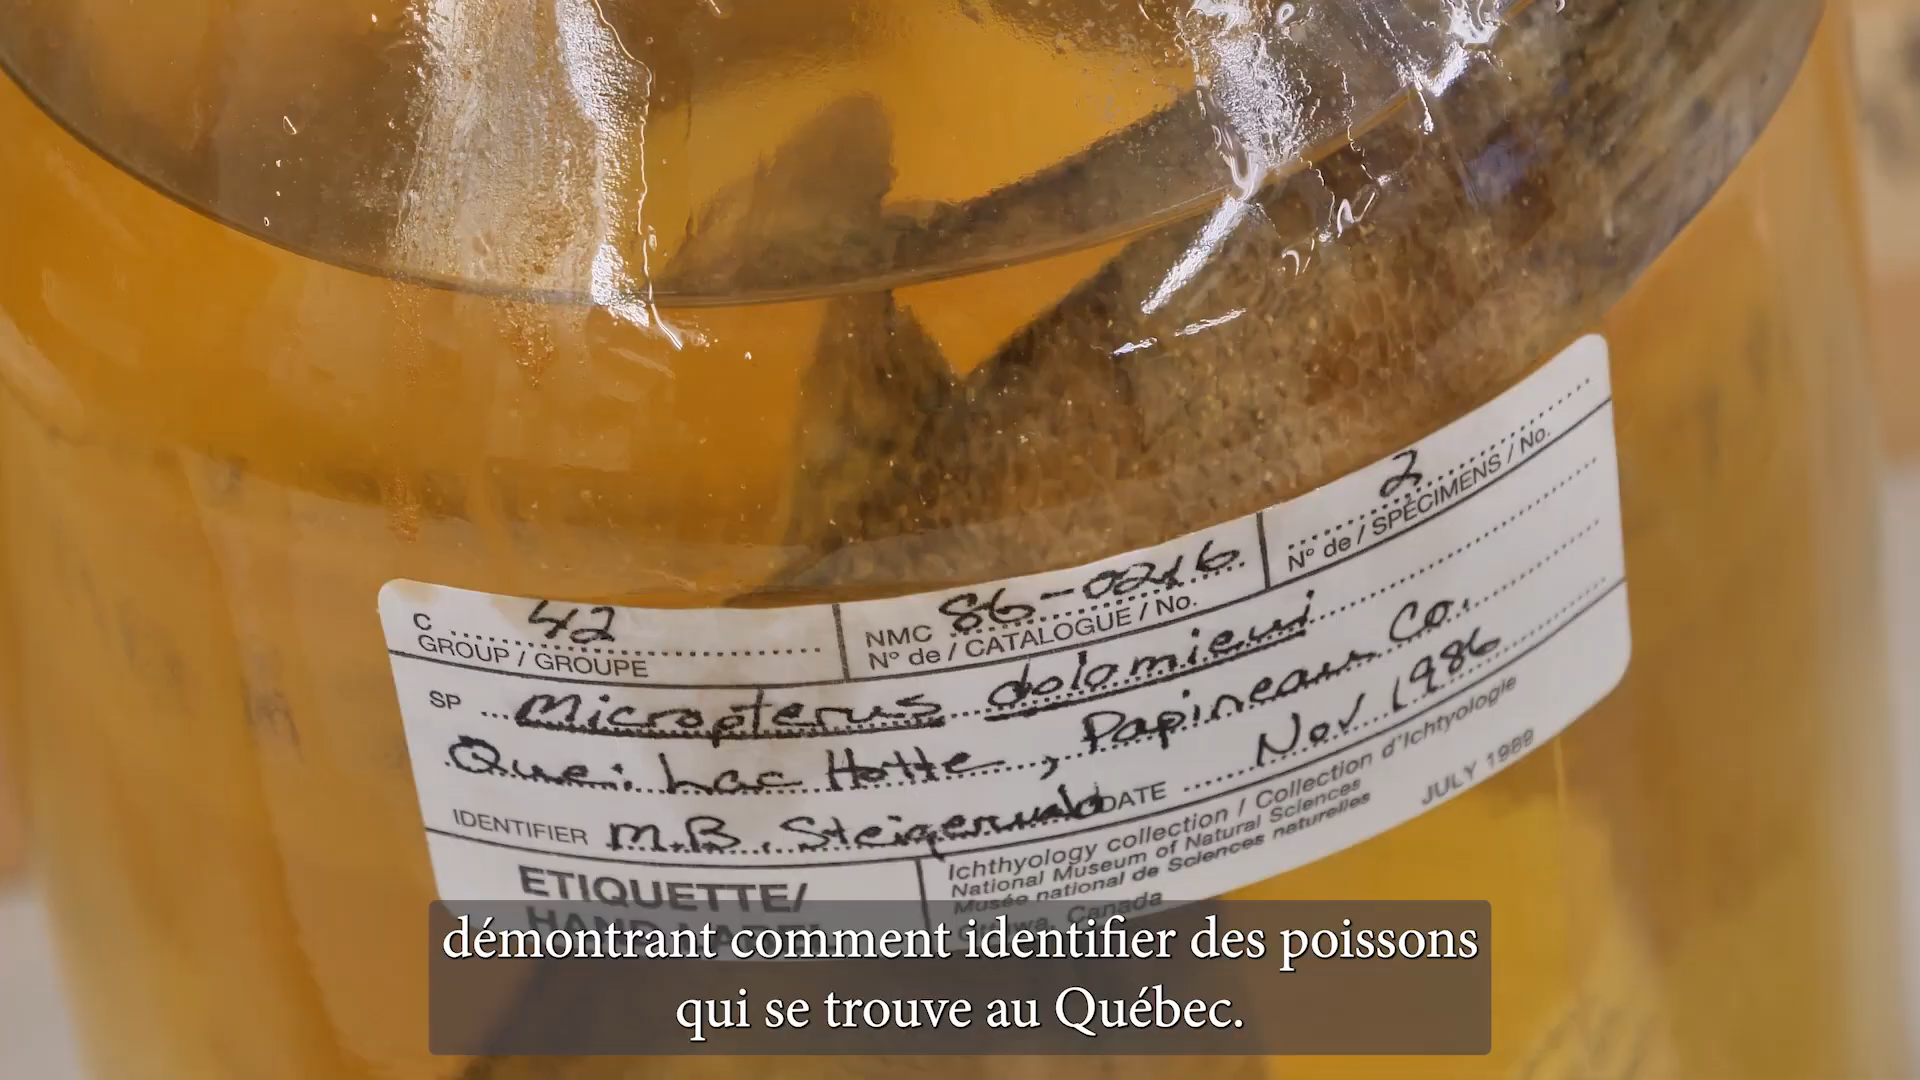 C 42
GROUP / GROUPE
NMC 86-0216
Nº de / CATALOGUE / No.
2
Nº de / SPÉCIMENS / No.
SP Micropterus dolomieui
Que: Lac Hotte, Papineau Co.
IDENTIFIER M.B. Steigerwald DATE Nov 1986
ETIQUETTE/
Ichthyology collection / Collection d'Ichtyologie
National Museum of Natural Sciences
Musée national de Sciences naturelles
Ottawa, Canada
JULY 1989
démontrant comment identifier des poissons
qui se trouve au Québec.